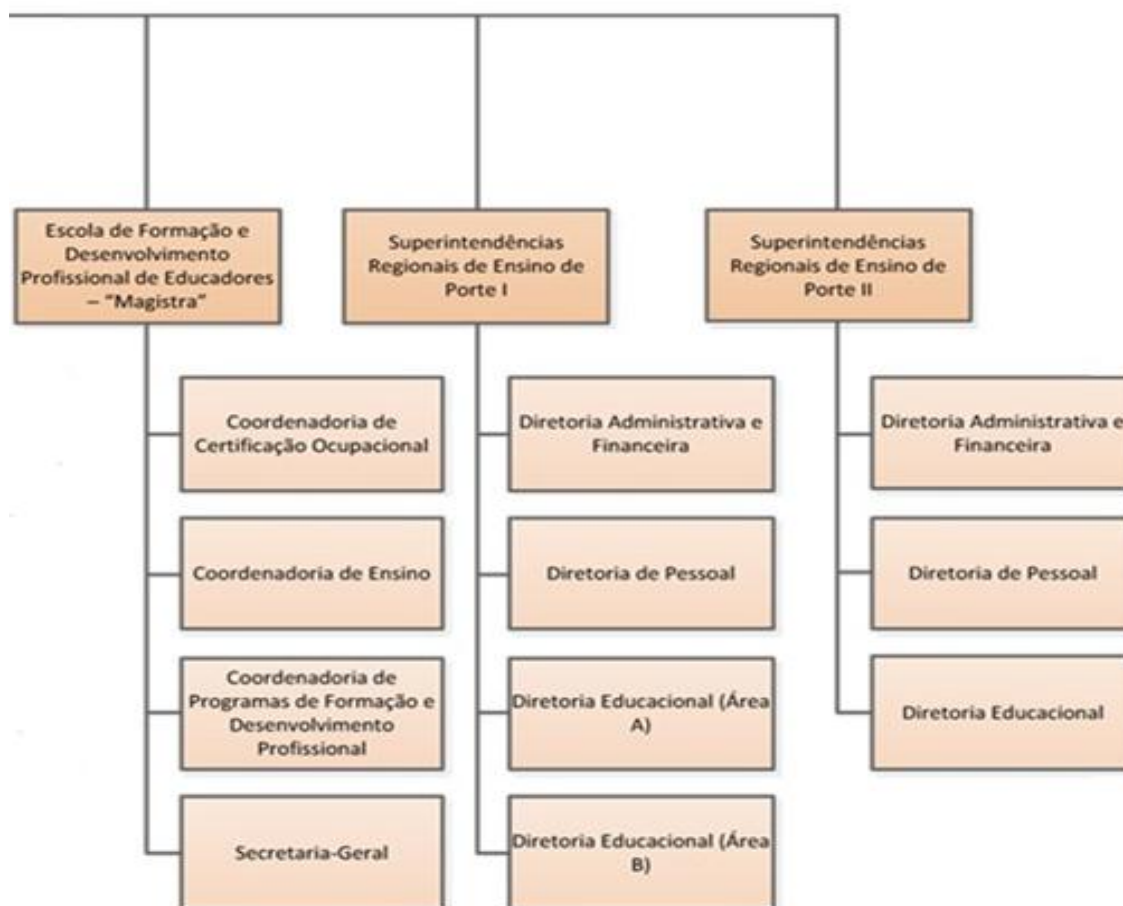 Escola de Formação e
Desenvolvimento
Profissional de Educadores
– “Magistra”
Coordenadoria de
Certificação Ocupacional
Coordenadoria de Ensino
Coordenadoria de
Programas de Formação e
Desenvolvimento
Profissional
Secretaria-Geral
Superintendências
Regionais de Ensino de
Porte I
Diretoria Administrativa e
Financeira
Diretoria de Pessoal
Diretoria Educacional (Área
A)
Diretoria Educacional (Área
B)
Superintendências
Regionais de Ensino de
Porte II
Diretoria Administrativa e
Financeira
Diretoria de Pessoal
Diretoria Educacional